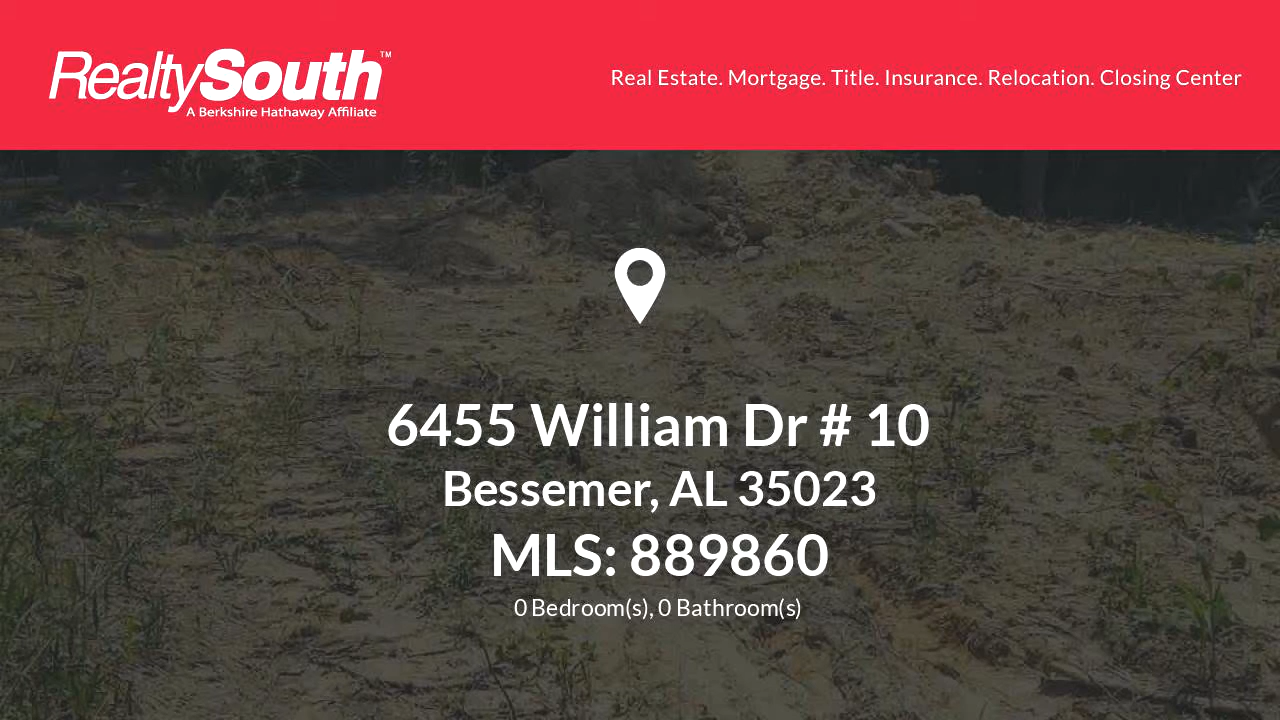 RealtySouth™
A Berkshire Hathaway Affiliate
Real Estate. Mortgage. Title. Insurance. Relocation. Closing Center
6455 William Dr # 10
Bessemer, AL 35023
MLS: 889860
0 Bedroom(s), 0 Bathroom(s)